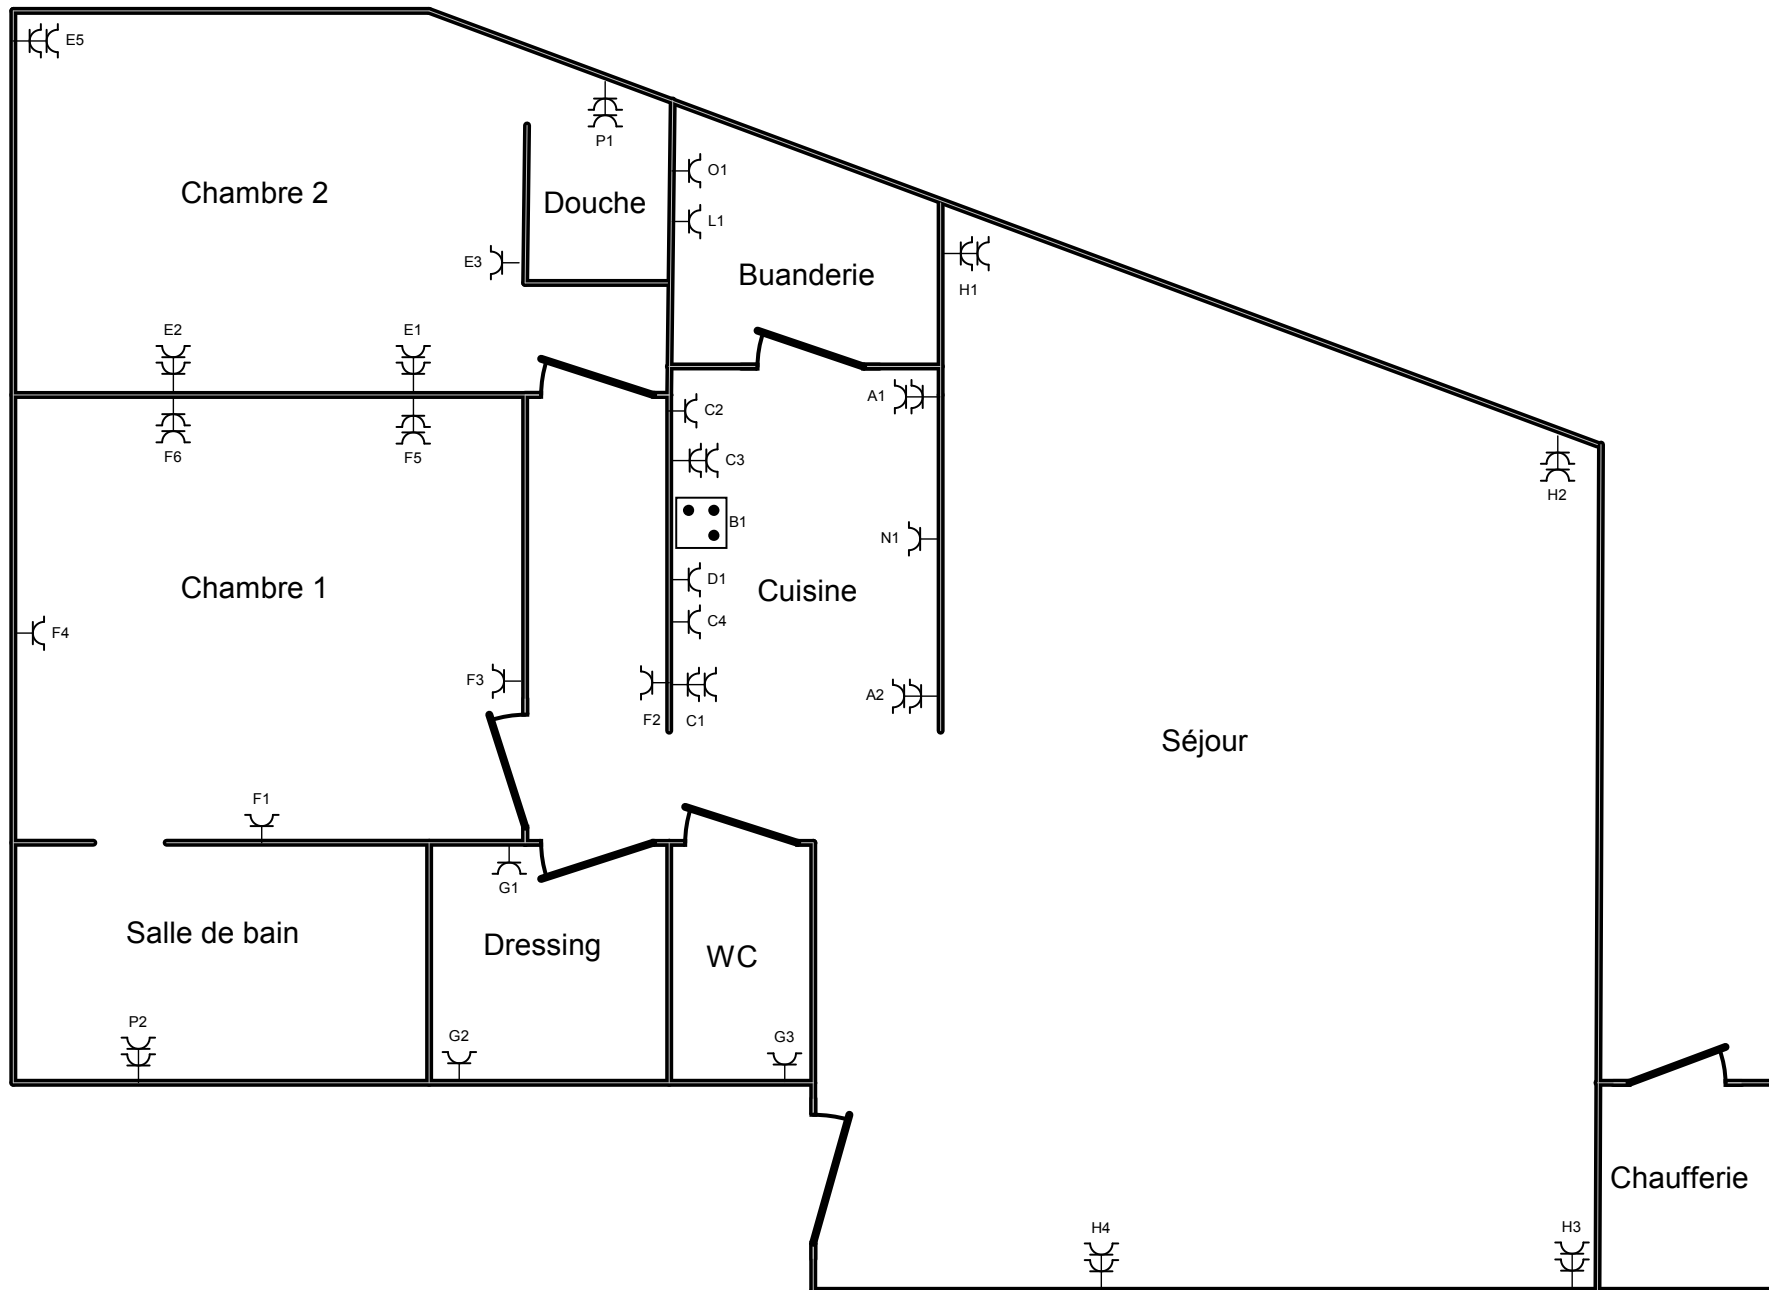 E5
P1
O1
Chambre 2
Douche
L1
E3
Buanderie
H1
E2
E1
A1
C2
F6
F5
C3
H2
B1
N1
Chambre 1
D1
Cuisine
C4
F4
F3
A2
F2
C1
Séjour
F1
G1
Salle de bain
Dressing
WC
P2
G2
G3
Chaufferie
H4
H3